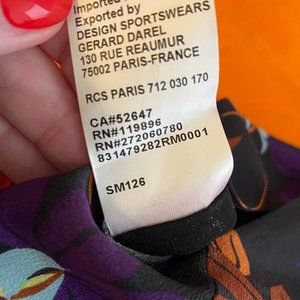 Imported
Exported by
DESIGN SPORTSWEARS
GERARD DAREL
130 RUE REAUMUR
75002 PARIS-FRANCE
RCS PARIS 712 030 170
CA#52647
RN#119896
RN#272060780
831479282RM0001
SM126